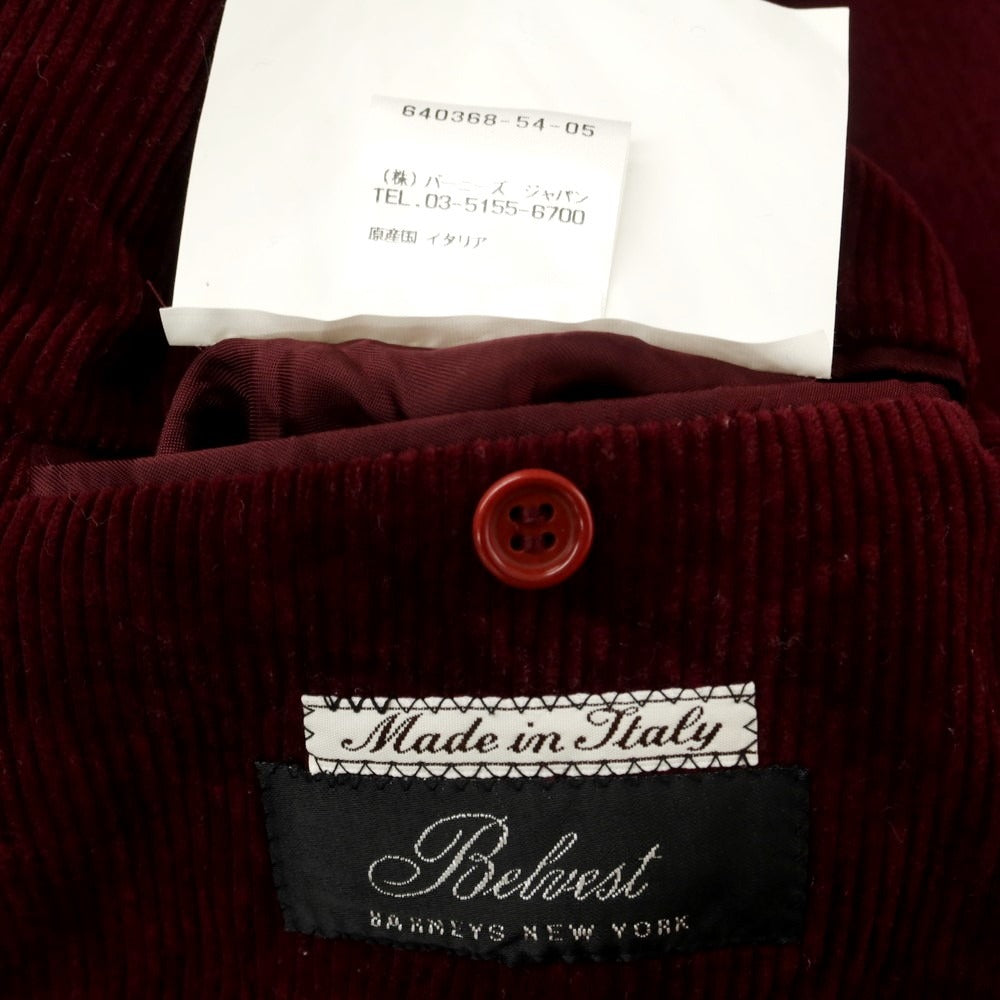 640368-54-05
(株) バーニーズ ジャパン
TEL.03-5155-6700
原産国 イタリア
Made in Italy
Belvest
BARNEYS NEW YORK